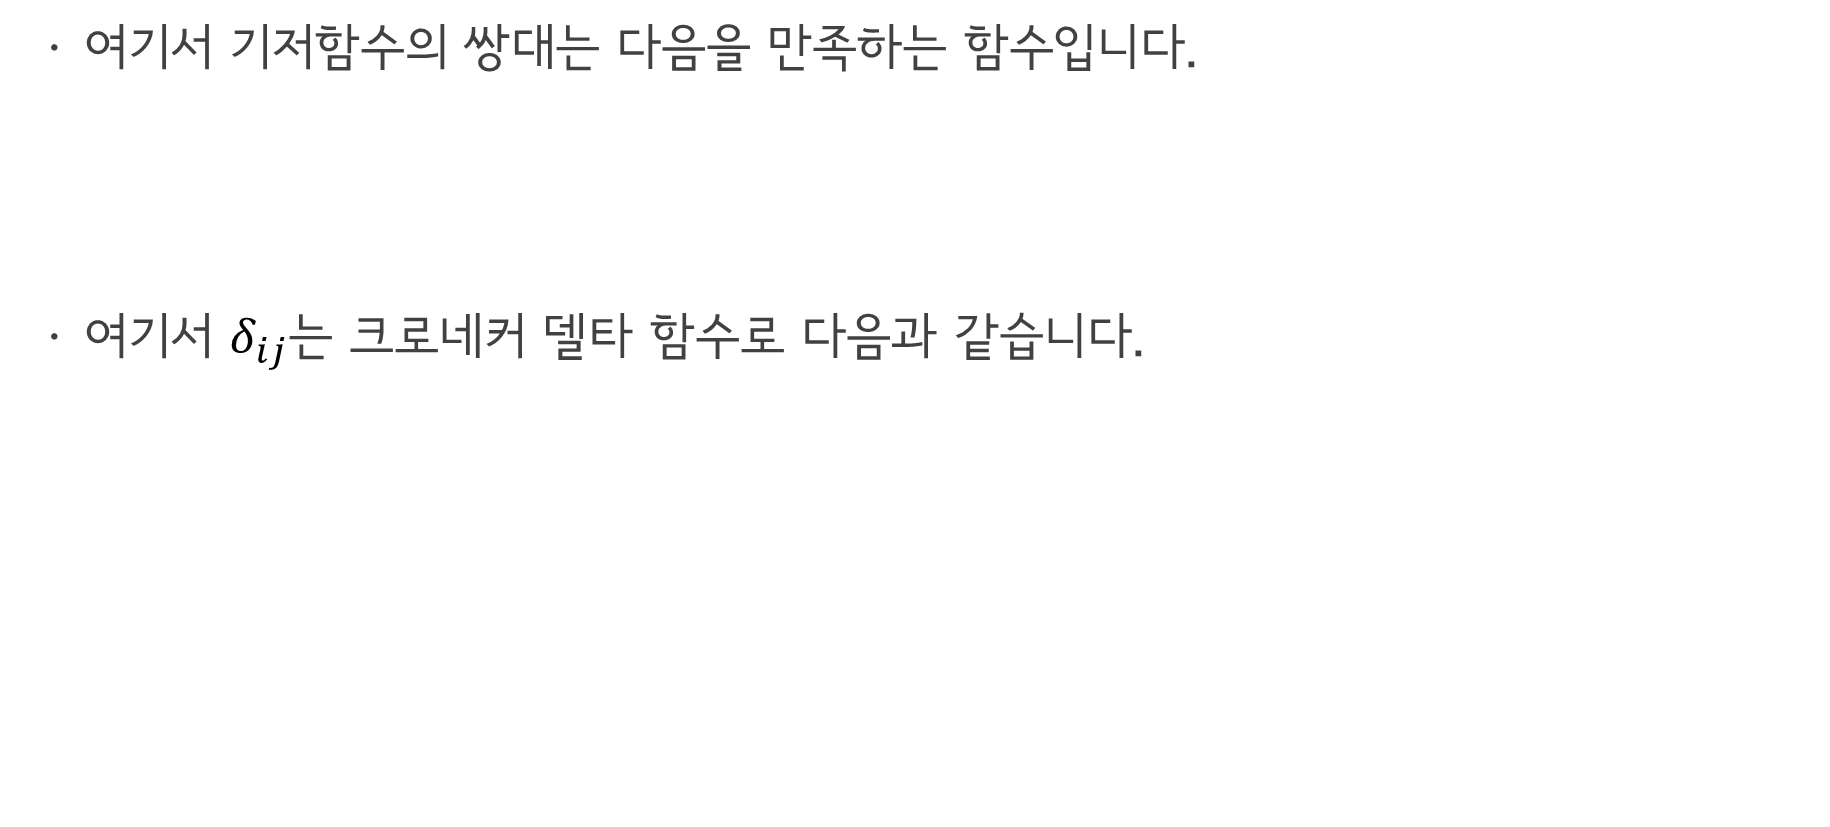 · 여기서 기저함수의 쌍대는 다음을 만족하는 함수입니다.
· 여기서 δij는 크로네커 델타 함수로 다음과 같습니다.